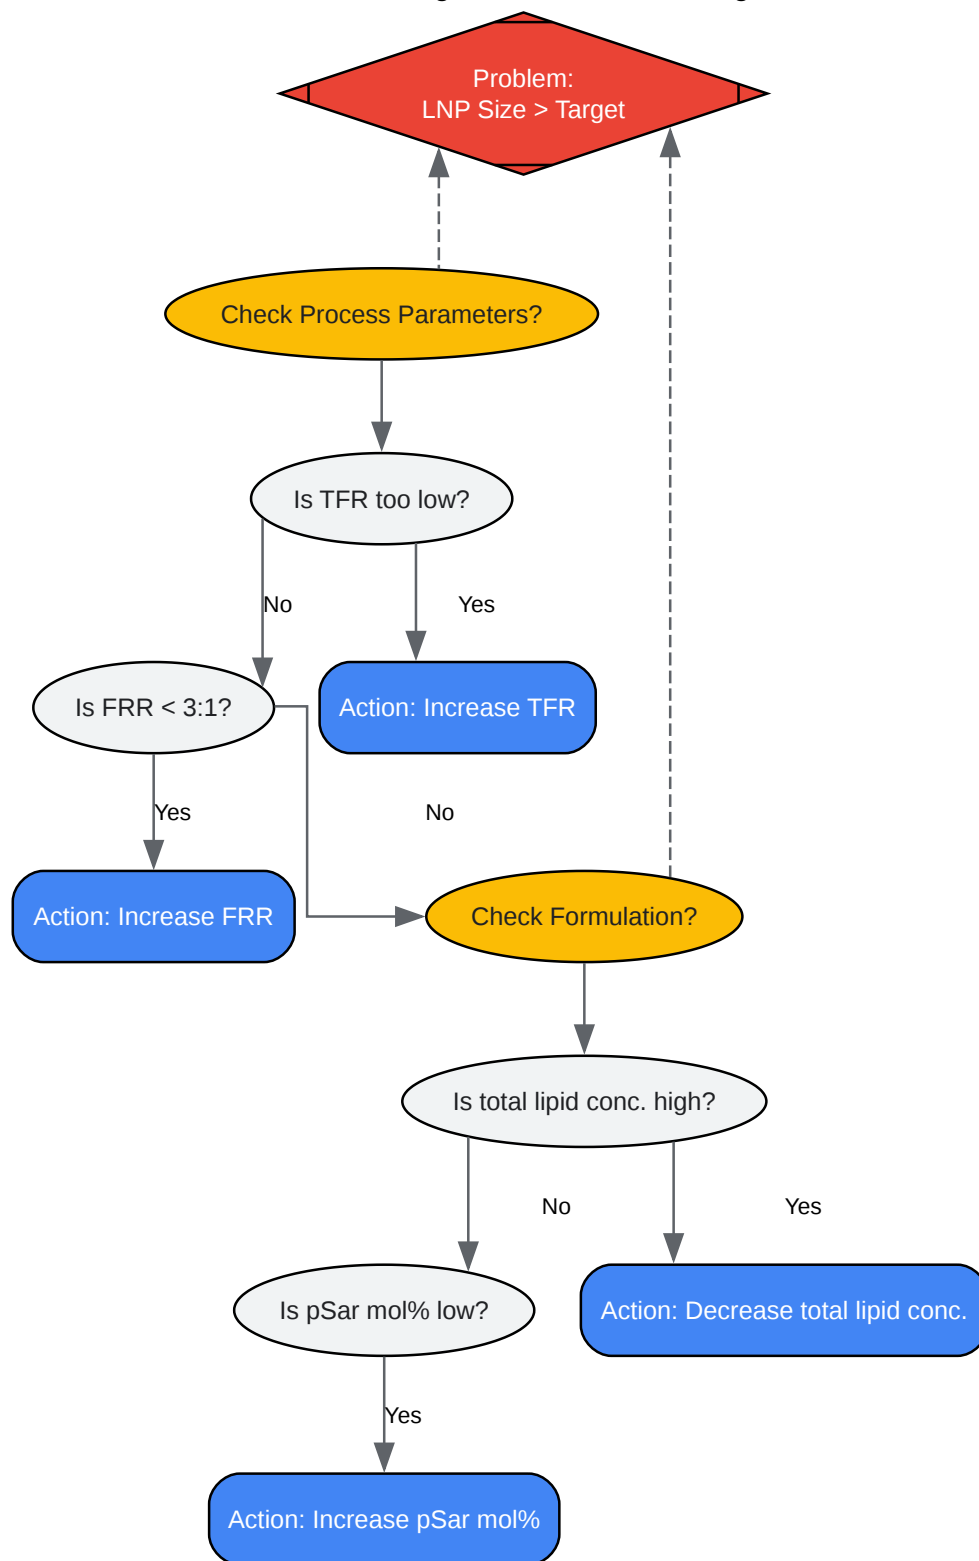 Problem:
LNP Size > Target
Check Process Parameters?
Is TFR too low?
No
Yes
Is FRR < 3:1?
Action: Increase TFR
Yes
No
Action: Increase FRR
Check Formulation?
Is total lipid conc. high?
No
Yes
Is pSar mol% low?
Action: Decrease total lipid conc.
Yes
Action: Increase pSar mol%